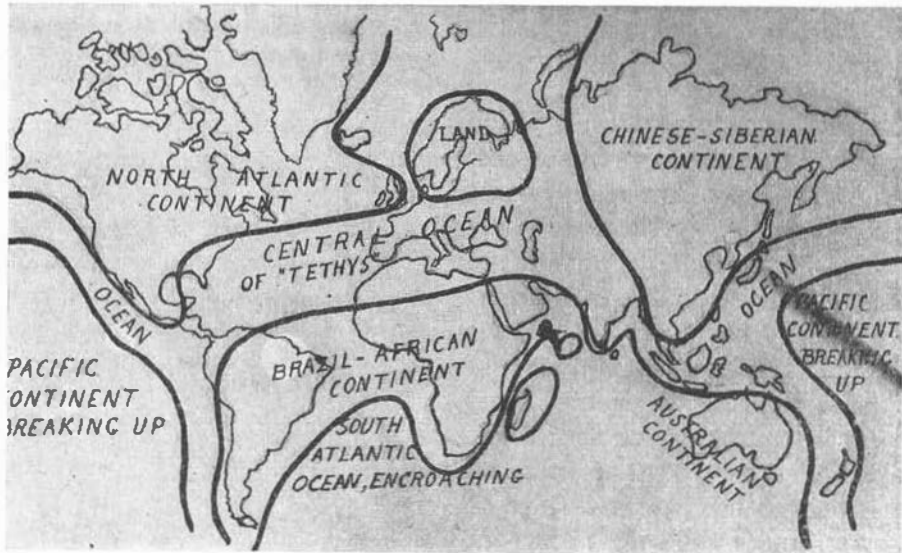 LAND
CHINESE-SIBERIAN
CONTINENT
NORTH ATLANTIC
CONTINENT
CENTRAL OCEAN
OF "TETHYS"
OCEAN
OCEAN
PACIFIC
CONTINENT
BREAKING
UP
BRAZIL-AFRICAN
CONTINENT
PACIFIC
ONTINENT
BREAKING UP
SOUTH
ATLANTIC
OCEAN, ENCROACHING
AUSTRALIAN
CONTINENT